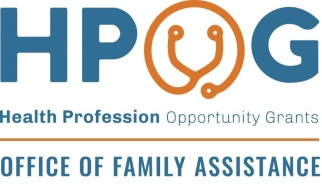 HPOG
Health Profession Opportunity Grants
OFFICE OF FAMILY ASSISTANCE